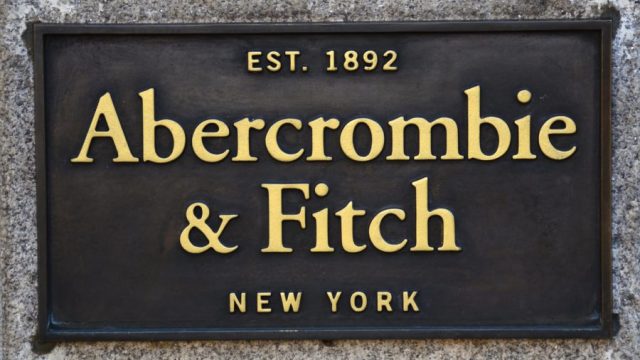 EST. 1892
Abercrombie
& Fitch
NEW YORK